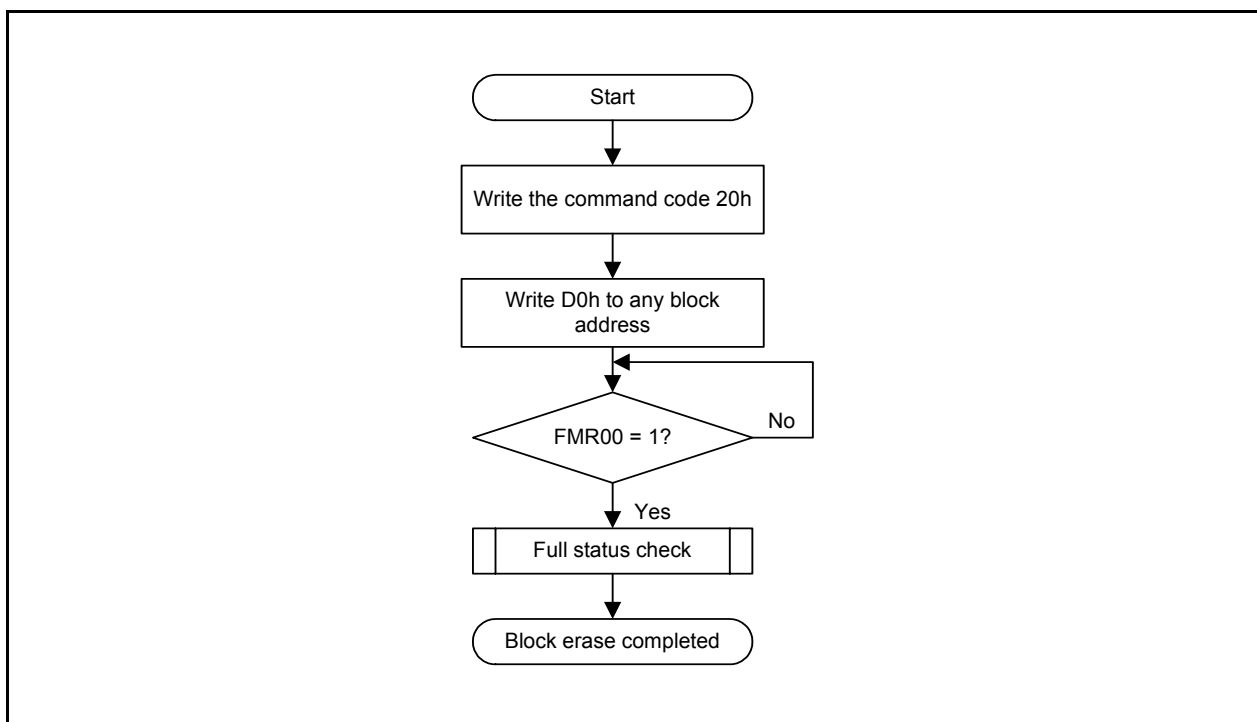 Start
Write the command code 20h
Write D0h to any block
address
FMR00 = 1?
No
Yes
Full status check
Block erase completed